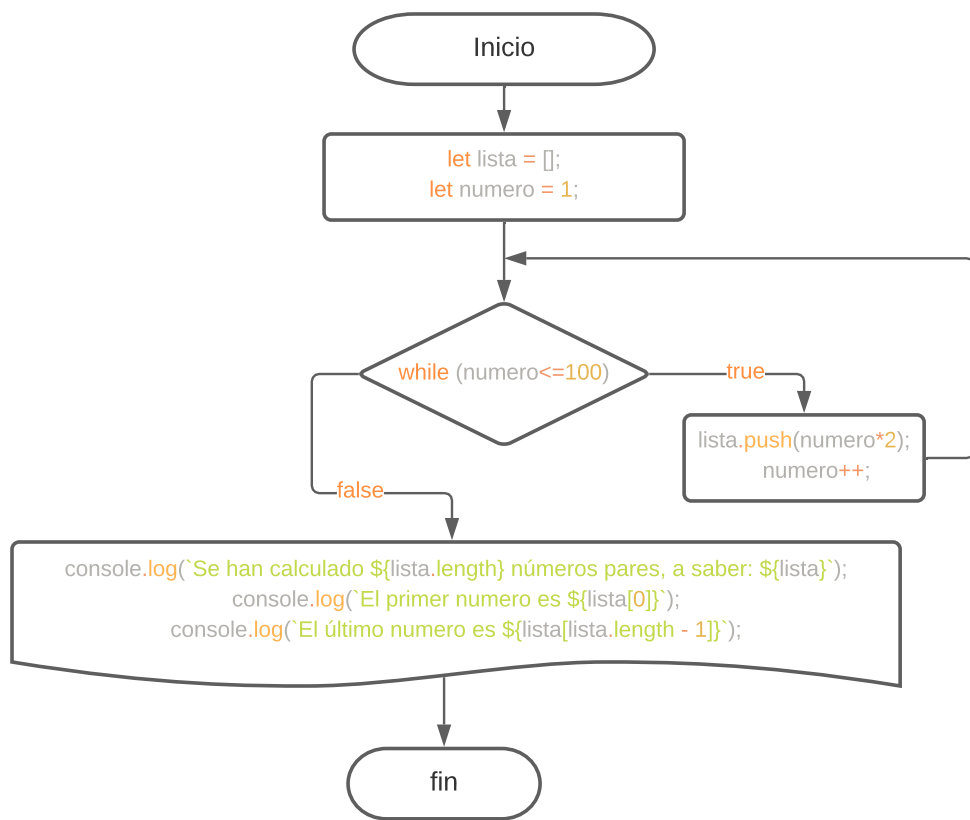 Inicio
let lista = [];
let numero = 1;
while (numero<=100)
true
lista.push(numero*2);
numero++;
false
console.log(`Se han calculado ${lista.length} números pares, a saber: ${lista}`);
console.log(`El primer numero es ${lista[0]}`);
console.log(`El último numero es ${lista[lista.length - 1]}`);
fin